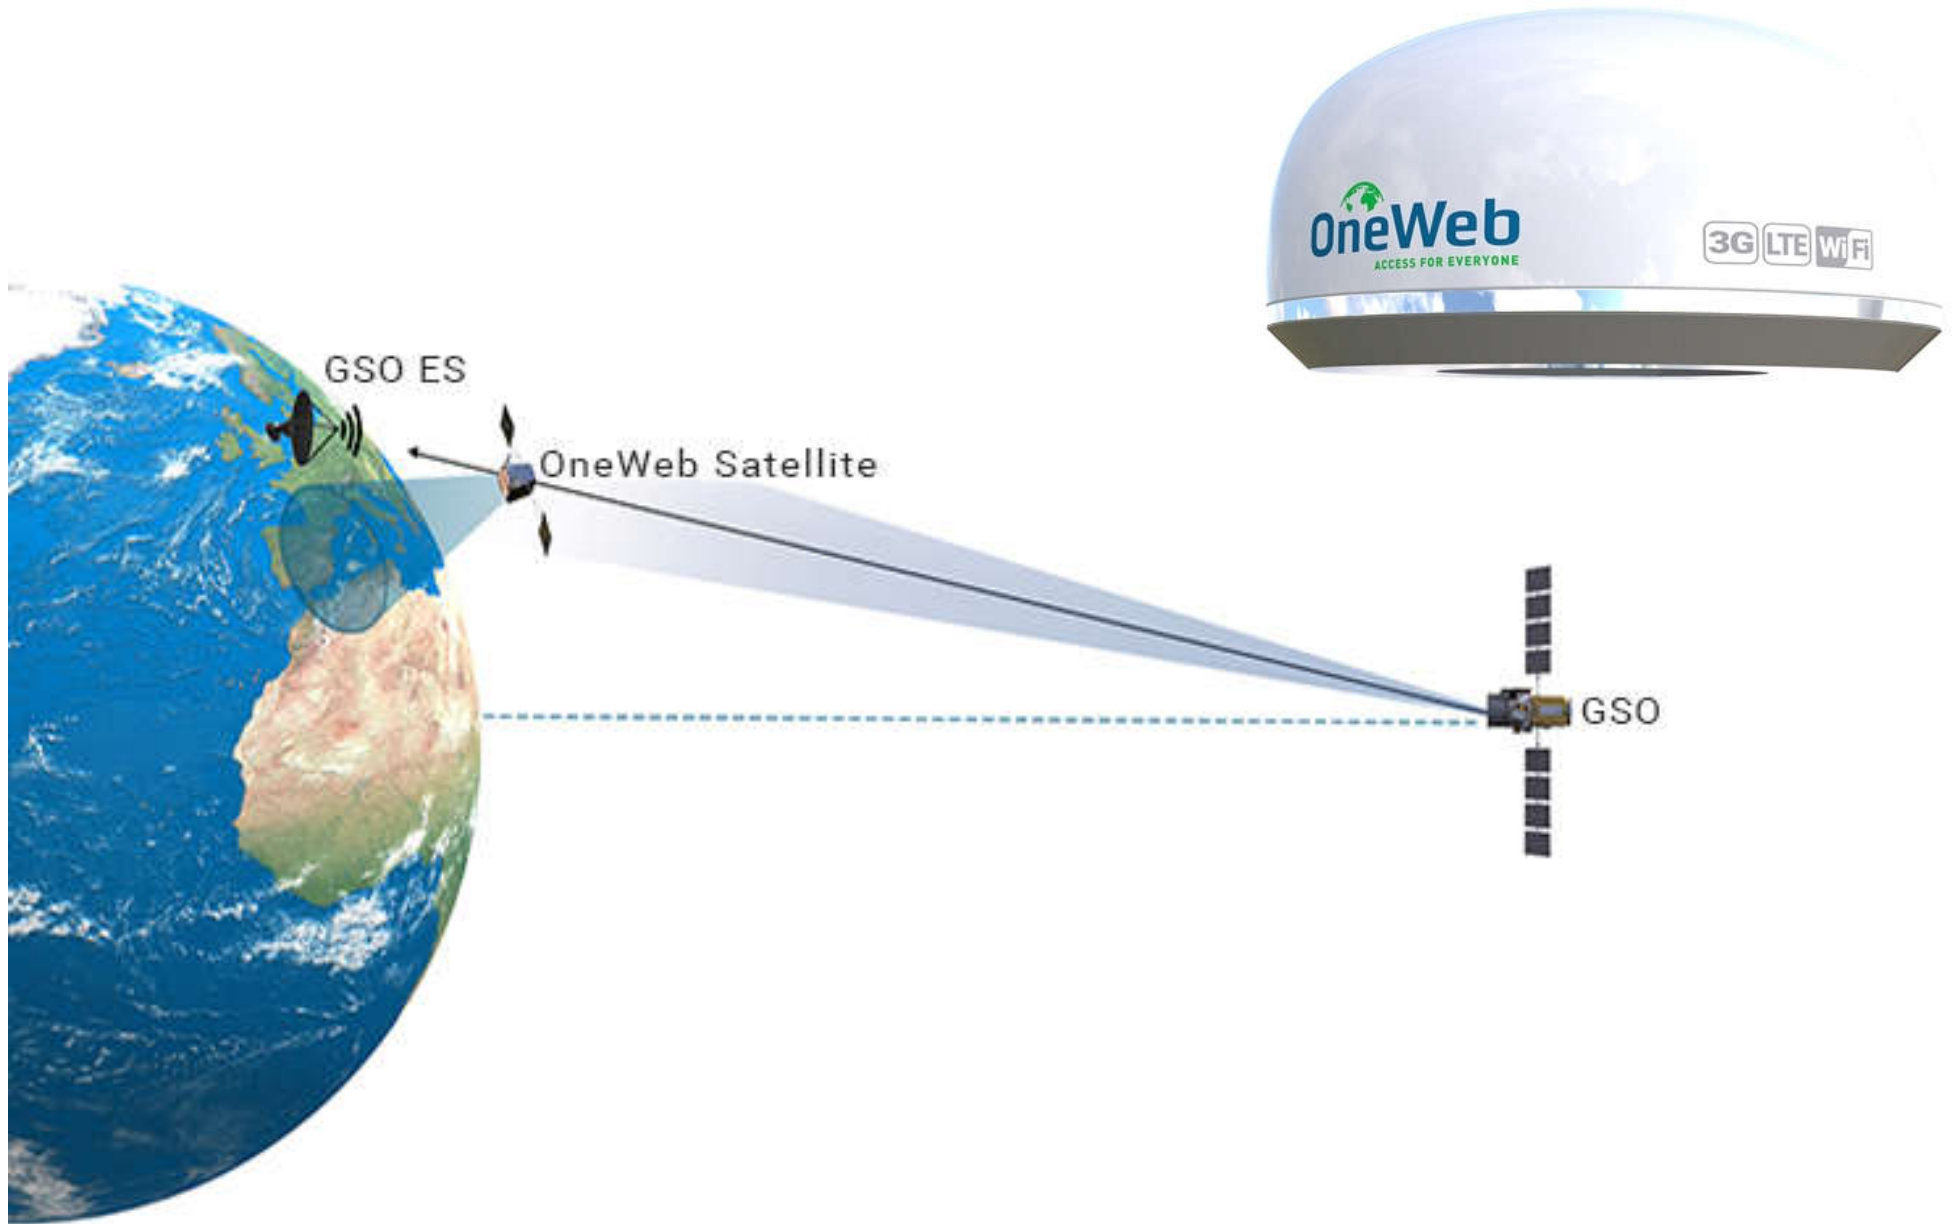 OneWeb
ACCESS FOR EVERYONE
3G LTE WiFi
GSO ES
OneWeb Satellite
GSO